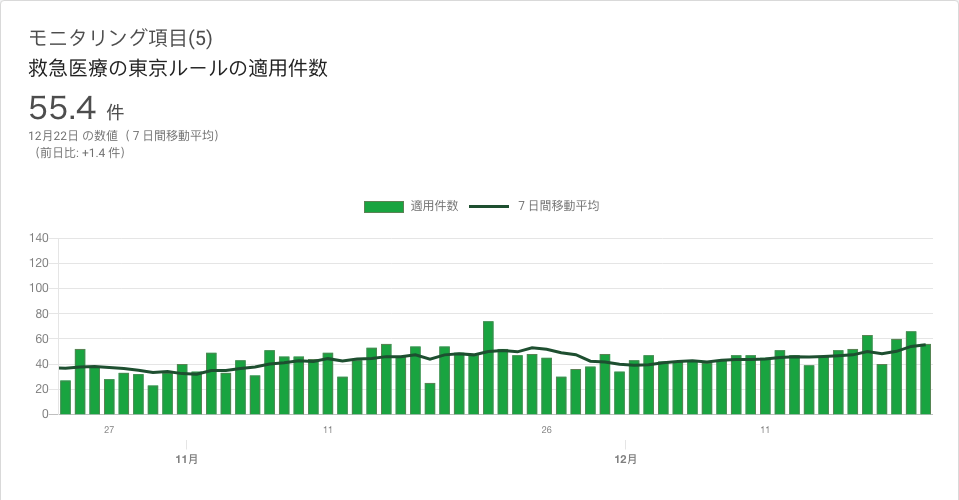 モニタリング項目(5)
救急医療の東京ルールの適用件数
55.4 件
12月22日 の数値（７日間移動平均）
（前日比: +1.4 件）
適用件数 ７日間移動平均
140
120
100
80
60
40
20
0
27 11 26 11
11月 12月